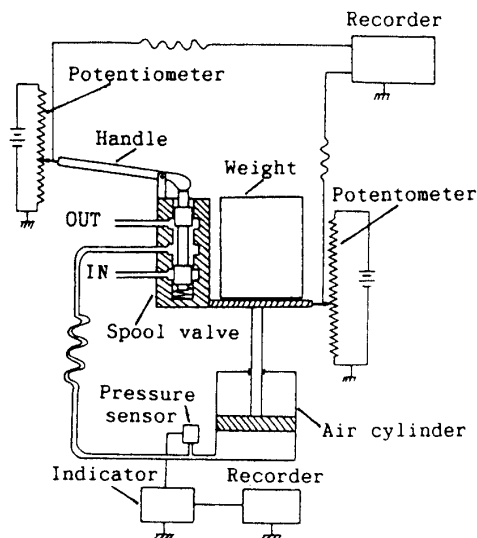 Recorder
Potentiometer
Handle
Weight
Potentometer
OUT
IN
Spool valve
Pressure
sensor
Air cylinder
Indicator
Recorder